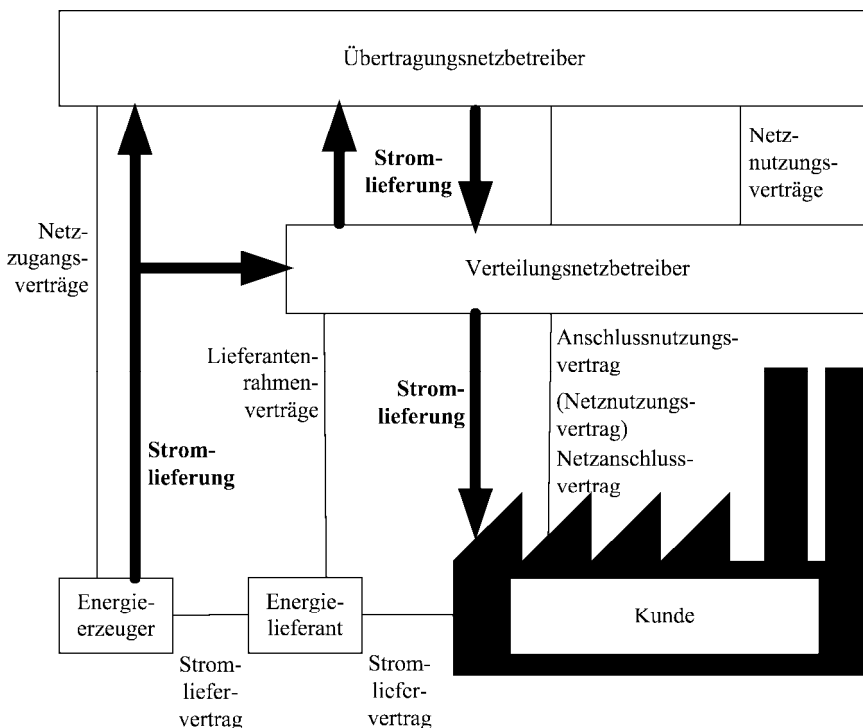 Übertragungsnetzbetreiber
Strom-
lieferung
Netz-
nutzungs-
verträge
Netz-
zugangs-
verträge
Verteilungsnetzbetreiber
Lieferanten-
rahmen-
verträge
Strom-
lieferung
Anschlussnutzungs-
vertrag
(Netznutzungs-
vertrag)
Netzanschluss-
vertrag
Strom-
lieferung
Energie-
erzeuger
Energie-
lieferant
Kunde
Strom-
liefer-
vertrag
Strom-
liefer-
vertrag